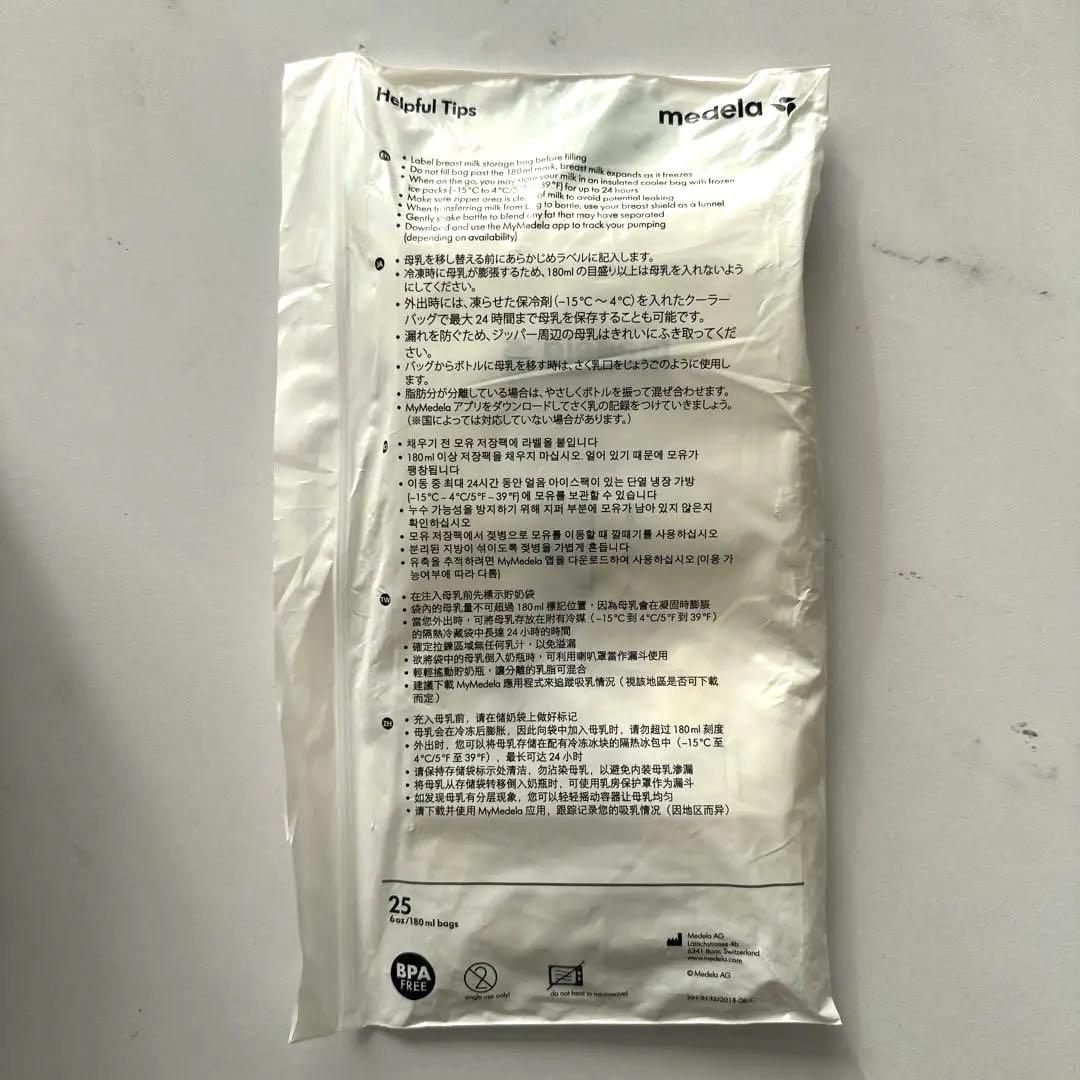 Helpful Tips
medela
EN
• Label breast milk storage bag before filling
• Do not fill bag past the 180ml mark, breast milk expands as it freezes
• When on the go, you may store your milk in an insulated cooler bag with frozen
ice packs (–15°C to 4°C/5°F 39°F) for up to 24 hours
• Make sure zipper area is clear of milk to avoid potential leaking
• When transferring milk from bag to bottle, use your breast shield as a funnel
• Gently shake bottle to blend any fat that may have separated
• Download and use the MyMedela app to track your pumping
(depending on availability)
JA
• 母乳を移し替える前にあらかじめラベルに記入します。
• 冷凍時に母乳が膨張するため、180mlの目盛り以上は母乳を入れないよう
にしてください。
• 外出時には、凍らせた保冷剤(–15°C 〜 4°C)を入れたクーラー
バッグで最大 24 時間まで母乳を保存することも可能です。
• 漏れを防ぐため、ジッパー周辺の母乳はきれいにふき取ってくだ
さい。
• バッグからボトルに母乳を移す時は、さく乳口をじょうごのように使用し
ます。
• 脂肪分が分離している場合は、やさしくボトルを振って混ぜ合わせます。
• MyMedela アプリをダウンロードしてさく乳の記録をつけていきましょう。
(※国によっては対応していない場合があります。)
• 채우기 전 모유 저장팩에 라벨을 붙입니다
• 180ml 이상 저장팩을 채우지 마십시오. 얼어 있기 때문에 모유가
팽창됩니다
• 이동 중 최대 24시간 동안 얼음 아이스팩이 있는 단열 냉장 가방
(–15°C ~ 4°C/5°F ~ 39°F)에 모유를 보관할 수 있습니다
• 누수 가능성을 방지하기 위해 지퍼 부분에 모유가 남아 있지 않은지
확인하십시오
• 모유 저장팩에서 젖병으로 모유를 이동할 때 깔때기를 사용하십시오
• 분리된 지방이 섞이도록 젖병을 가볍게 흔듭니다
• 유축을 추적하려면 MyMedela 앱을 다운로드하여 사용하십시오 (이용 가
능여부에 따라 다름)
TW
• 在注入母乳前先標示貯奶袋
• 袋內的母乳量不可超過 180ml 標記位置,因為母乳會在凝固時膨脹
• 當您外出時,可將母乳存放在附有冷媒(–15°C 到 4°C/5°F 到 39°F)
的隔熱冷藏袋中長達 24 小時的時間
• 確定拉鍊區域無任何乳汁,以免溢漏
• 欲將袋中的母乳倒入奶瓶時,可利用喇叭罩當作漏斗使用
• 輕輕搖動貯奶瓶,讓分離的乳脂可混合
• 建議下載 MyMedela 應用程式來追蹤吸乳情況(視該地區是否可下載
而定)
ZH
• 充入母乳前,请在储奶袋上做好标记
• 母乳会在冷冻后膨胀,因此向袋中加入母乳时,请勿超过 180ml 刻度
• 外出时,您可以将母乳存储在配有冷冻冰块的隔热冰包中(–15°C 至
4°C/5°F 至 39°F),最长可达 24 小时
• 请保持存储袋标示处清洁,勿沾染母乳,以避免内装母乳渗漏
• 将母乳从存储袋转移倒入奶瓶时,可使用乳房保护罩作为漏斗
• 如发现母乳有分层现象,您可以轻轻摇动容器让母乳均匀
• 请下载并使用 MyMedela 应用,跟踪记录您的吸乳情况(因地区而异)
25
6 oz/180 ml bags
BPA
FREE
2
single use only!
do not heat in microwave!
Medela AG
Lättichstrasse 4b
6341 Baar, Switzerland
www.medela.com
© Medela AG
201.0132/2018-08/C